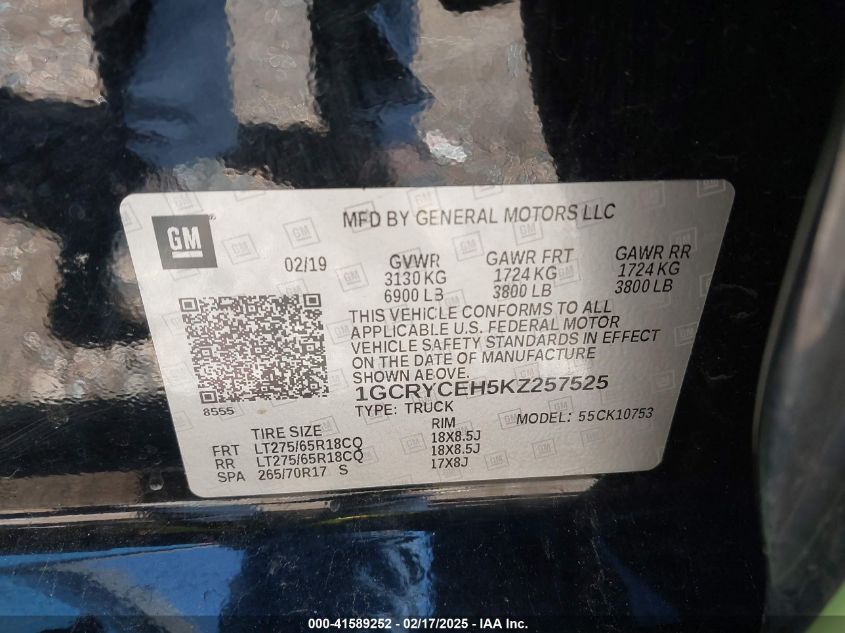 GM
MFD BY GENERAL MOTORS LLC
02/19 GVWR GAWR FRT GAWR RR
3130 KG 1724 KG 1724 KG
6900 LB 3800 LB 3800 LB
THIS VEHICLE CONFORMS TO ALL
APPLICABLE U.S. FEDERAL MOTOR
VEHICLE SAFETY STANDARDS IN EFFECT
ON THE DATE OF MANUFACTURE
SHOWN ABOVE.
8555
1GCRYCEH5KZ257525
TYPE: TRUCK MODEL: 55CK10753
TIRE SIZE RIM
FRT LT275/65R18CQ 18X8.5J
RR LT275/65R18CQ 18X8.5J
SPA 265/70R17 S 17X8J
000-41589252 - 02/17/2025 - IAA Inc.